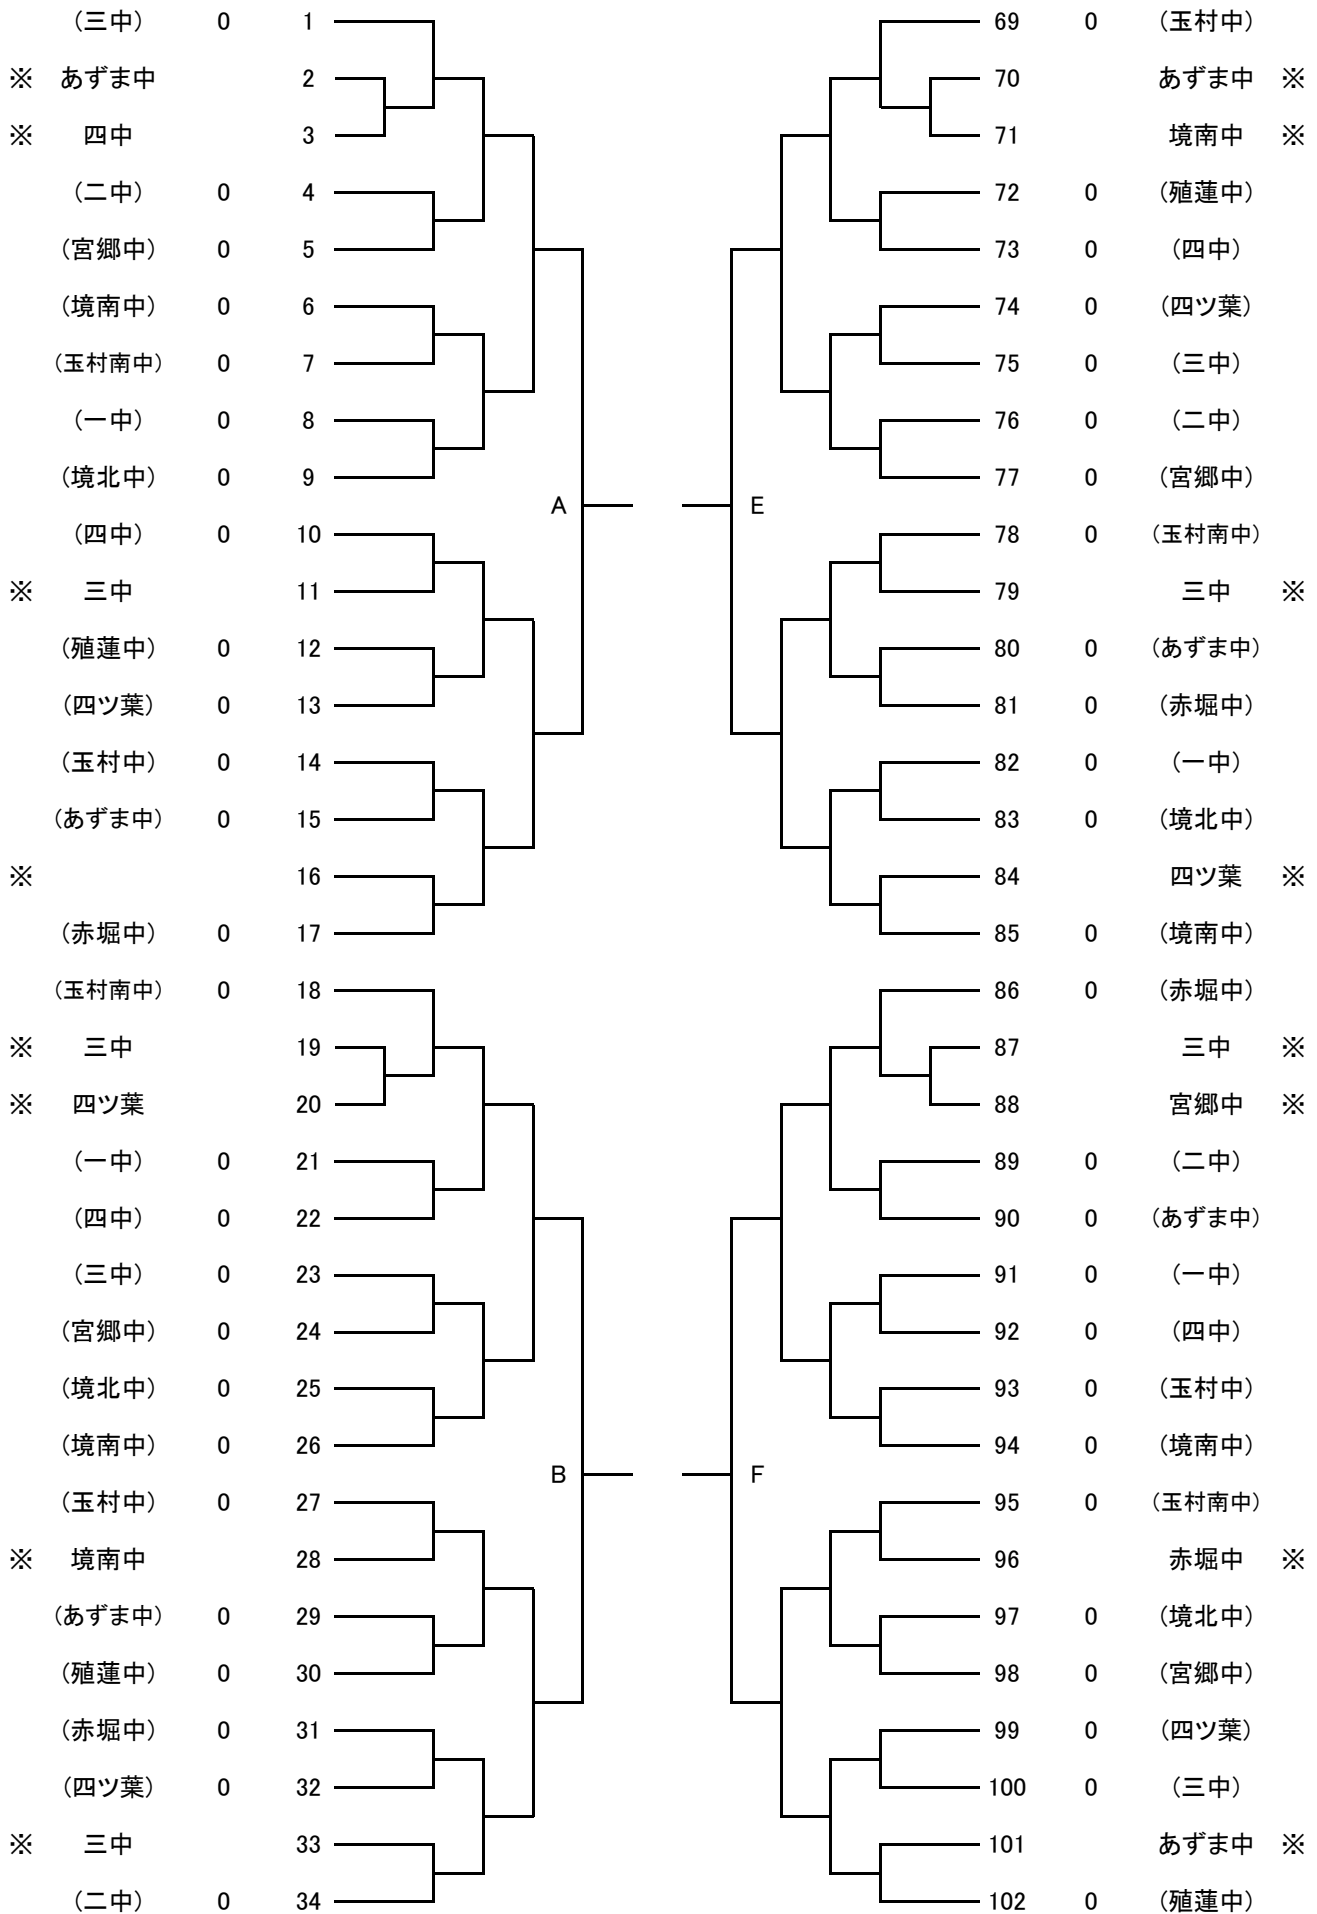 (三中) 0 1 69 0 (玉村中)
※ あずま中 2 70 あずま中 ※
※ 四中 3 71 境南中 ※
(二中) 0 4 72 0 (殖蓮中)
(宮郷中) 0 5 73 0 (四中)
(境南中) 0 6 74 0 (四ツ葉)
(玉村南中) 0 7 75 0 (三中)
(一中) 0 8 76 0 (二中)
(境北中) 0 9 77 0 (宮郷中)
A E
(四中) 0 10 78 0 (玉村南中)
※ 三中 11 79 三中 ※
(殖蓮中) 0 12 80 0 (あずま中)
(四ツ葉) 0 13 81 0 (赤堀中)
(玉村中) 0 14 82 0 (一中)
(あずま中) 0 15 83 0 (境北中)
※ 16 84 四ツ葉 ※
(赤堀中) 0 17 85 0 (境南中)
(玉村南中) 0 18 86 0 (赤堀中)
※ 三中 19 87 三中 ※
※ 四ツ葉 20 88 宮郷中 ※
(一中) 0 21 89 0 (二中)
(四中) 0 22 90 0 (あずま中)
(三中) 0 23 91 0 (一中)
(宮郷中) 0 24 92 0 (四中)
(境北中) 0 25 93 0 (玉村中)
(境南中) 0 26 94 0 (境南中)
B F
(玉村中) 0 27 95 0 (玉村南中)
※ 境南中 28 96 赤堀中 ※
(あずま中) 0 29 97 0 (境北中)
(殖蓮中) 0 30 98 0 (宮郷中)
(赤堀中) 0 31 99 0 (四ツ葉)
(四ツ葉) 0 32 100 0 (三中)
※ 三中 33 101 あずま中 ※
(二中) 0 34 102 0 (殖蓮中)